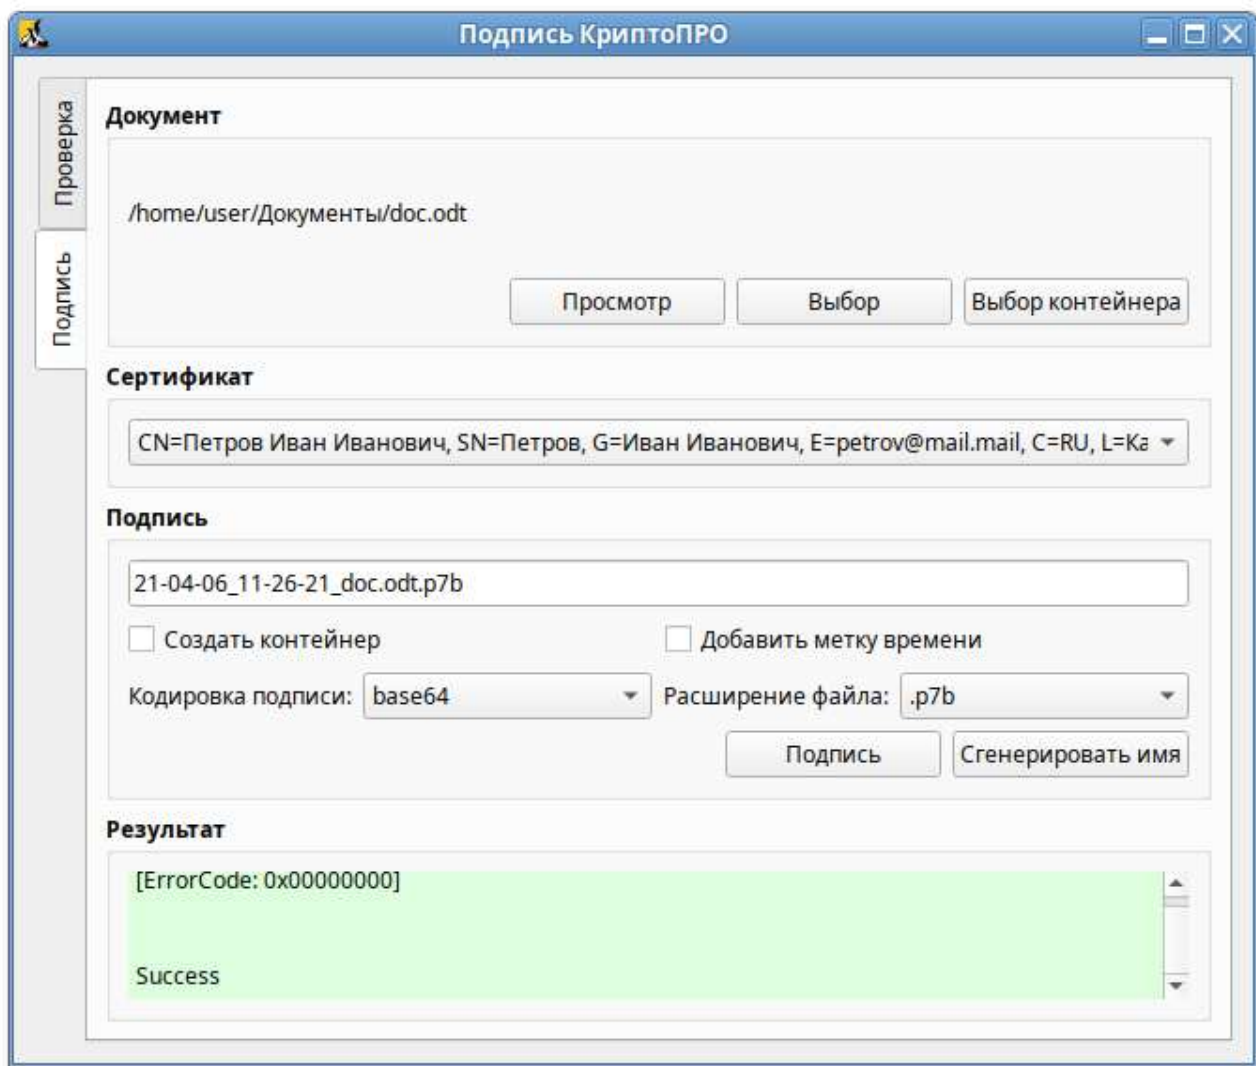 Подпись КриптоПРО
Проверка
Подпись
Документ
/home/user/Документы/doc.odt
Просмотр
Выбор
Выбор контейнера
Сертификат
CN=Петров Иван Иванович, SN=Петров, G=Иван Иванович, E=petrov@mail.mail, C=RU, L=Ка
Подпись
21-04-06_11-26-21_doc.odt.p7b
Создать контейнер
Добавить метку времени
Кодировка подписи: base64
Расширение файла: .p7b
Подпись
Сгенерировать имя
Результат
[ErrorCode: 0x00000000]
Success